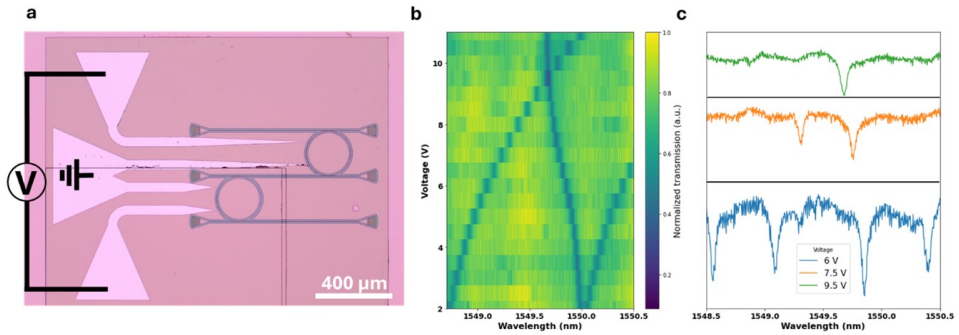 a
V
400 µm
b
10
8
6
4
2
Voltage (V)
1549.0
1549.5
1550.0
1550.5
Wavelength (nm)
1.0
0.8
0.6
0.4
0.2
Normalized transmission (a.u.)
c
Voltage
6 V
7.5 V
9.5 V
1548.5
1549.0
1549.5
1550.0
1550.5
Wavelength (nm)